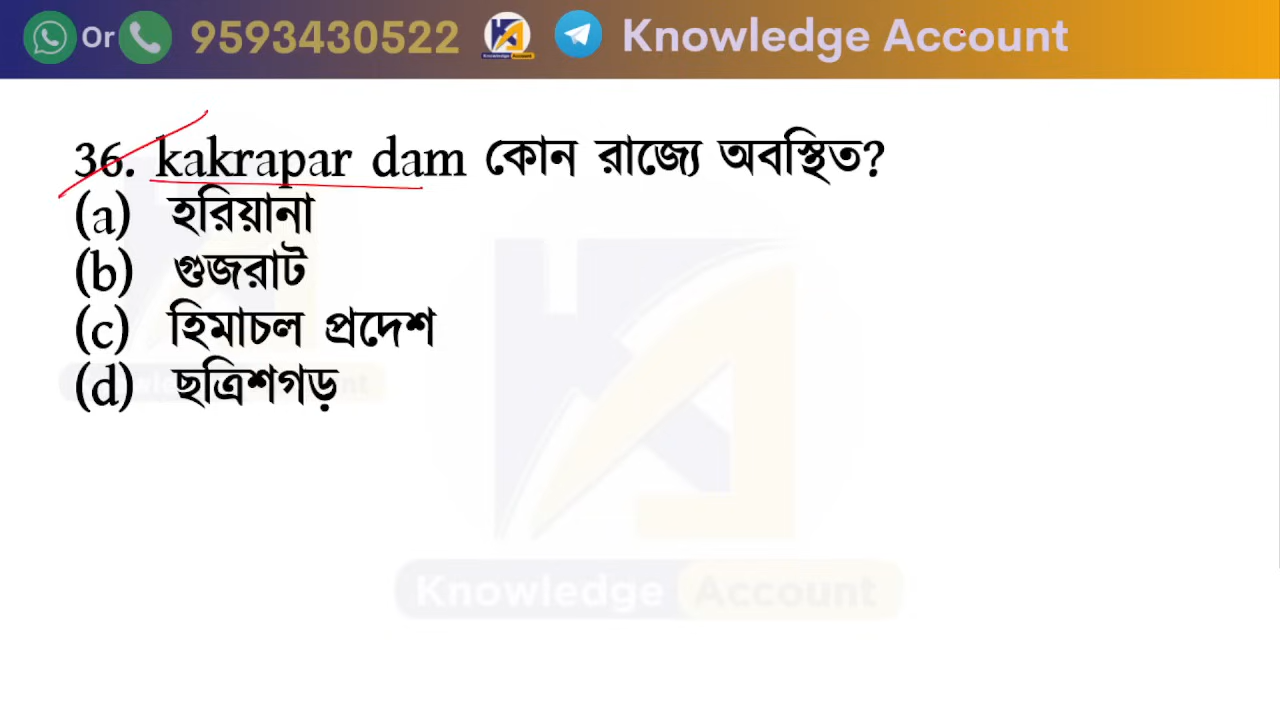 Or 9593430522 Knowledge Account
36. kakrapar dam কোন রাজ্যে অবস্থিত?
(a) হরিয়ানা
(b) গুজরাট
(c) হিমাচল প্রদেশ
(d) ছত্রিশগড়
Knowledge Account